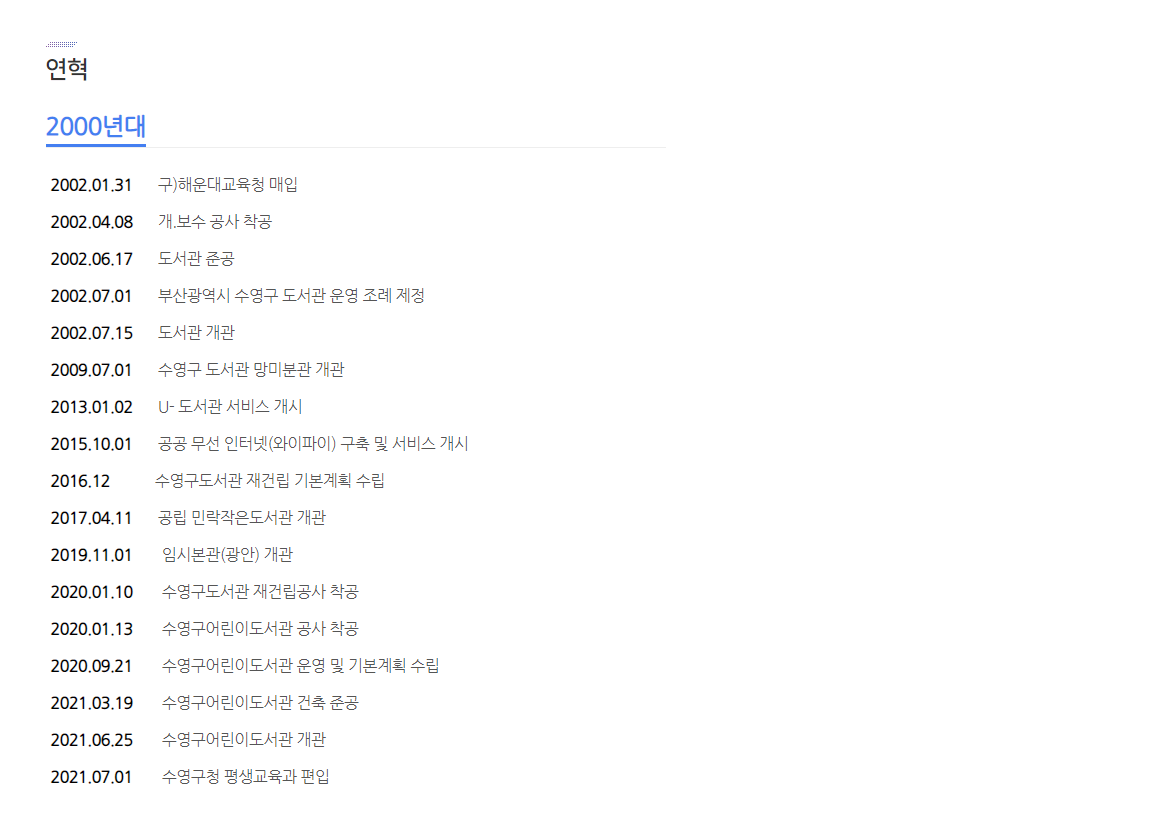 연혁
2000년대
2002.01.31 구)해운대교육청 매입
2002.04.08 개.보수 공사 착공
2002.06.17 도서관 준공
2002.07.01 부산광역시 수영구 도서관 운영 조례 제정
2002.07.15 도서관 개관
2009.07.01 수영구 도서관 망미분관 개관
2013.01.02 U- 도서관 서비스 개시
2015.10.01 공공 무선 인터넷(와이파이) 구축 및 서비스 개시
2016.12 수영구도서관 재건립 기본계획 수립
2017.04.11 공립 민락작은도서관 개관
2019.11.01 임시본관(광안) 개관
2020.01.10 수영구도서관 재건립공사 착공
2020.01.13 수영구어린이도서관 공사 착공
2020.09.21 수영구어린이도서관 운영 및 기본계획 수립
2021.03.19 수영구어린이도서관 건축 준공
2021.06.25 수영구어린이도서관 개관
2021.07.01 수영구청 평생교육과 편입